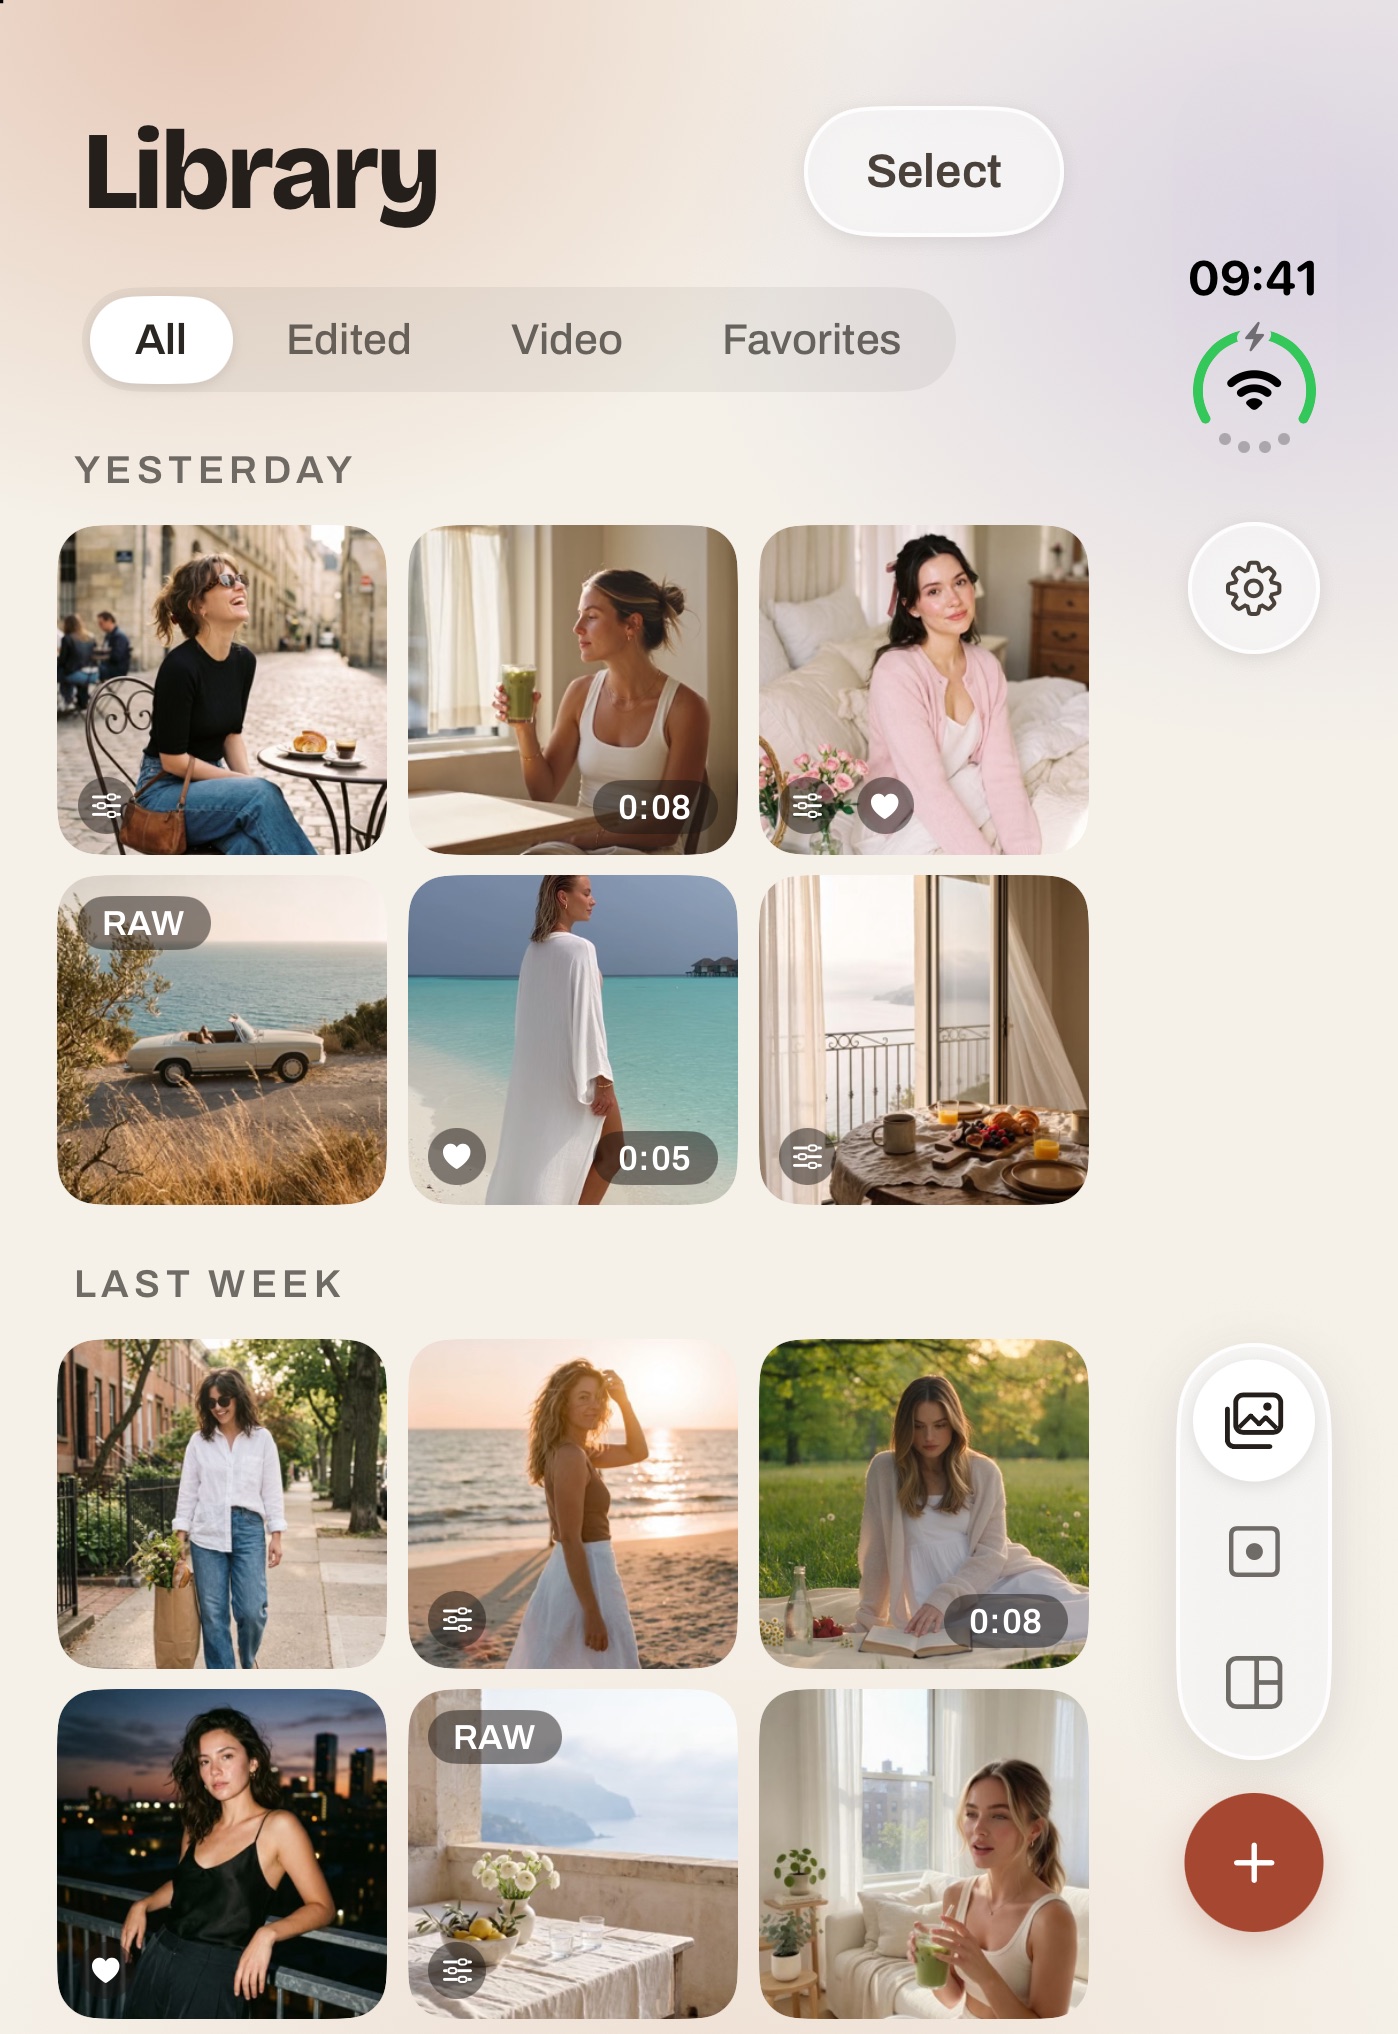 Library
Select
09:41
All
Edited
Video
Favorites
YESTERDAY
0:08
RAW
0:05
LAST WEEK
0:08
RAW